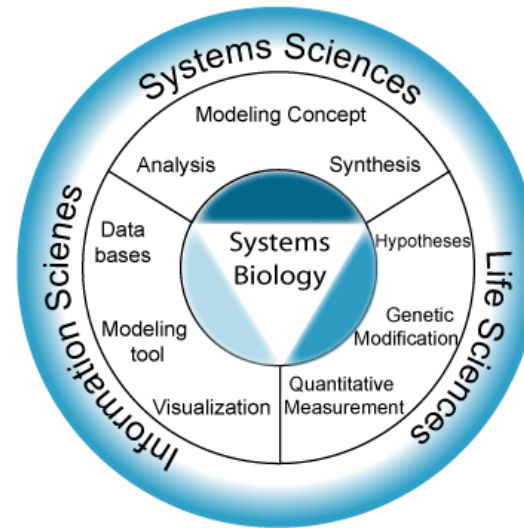 Systems Sciences
Modeling Concept
Analysis
Synthesis
Data
bases
Modeling
tool
Visualization
Information Scienes
Systems
Biology
Hypotheses
Genetic
Modification
Quantitative
Measurement
Life Sciences